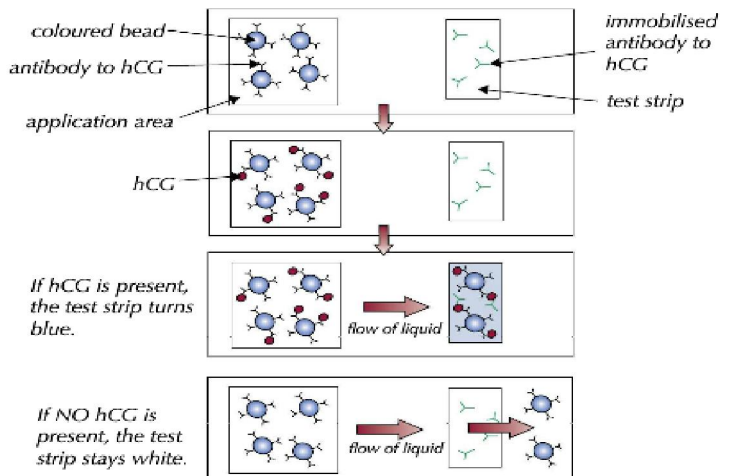 coloured bead
antibody to hCG
application area
immobilised
antibody to
hCG
test strip
hCG
If hCG is present,
the test strip turns
blue.
flow of liquid
If NO hCG is
present, the test
strip stays white.
flow of liquid